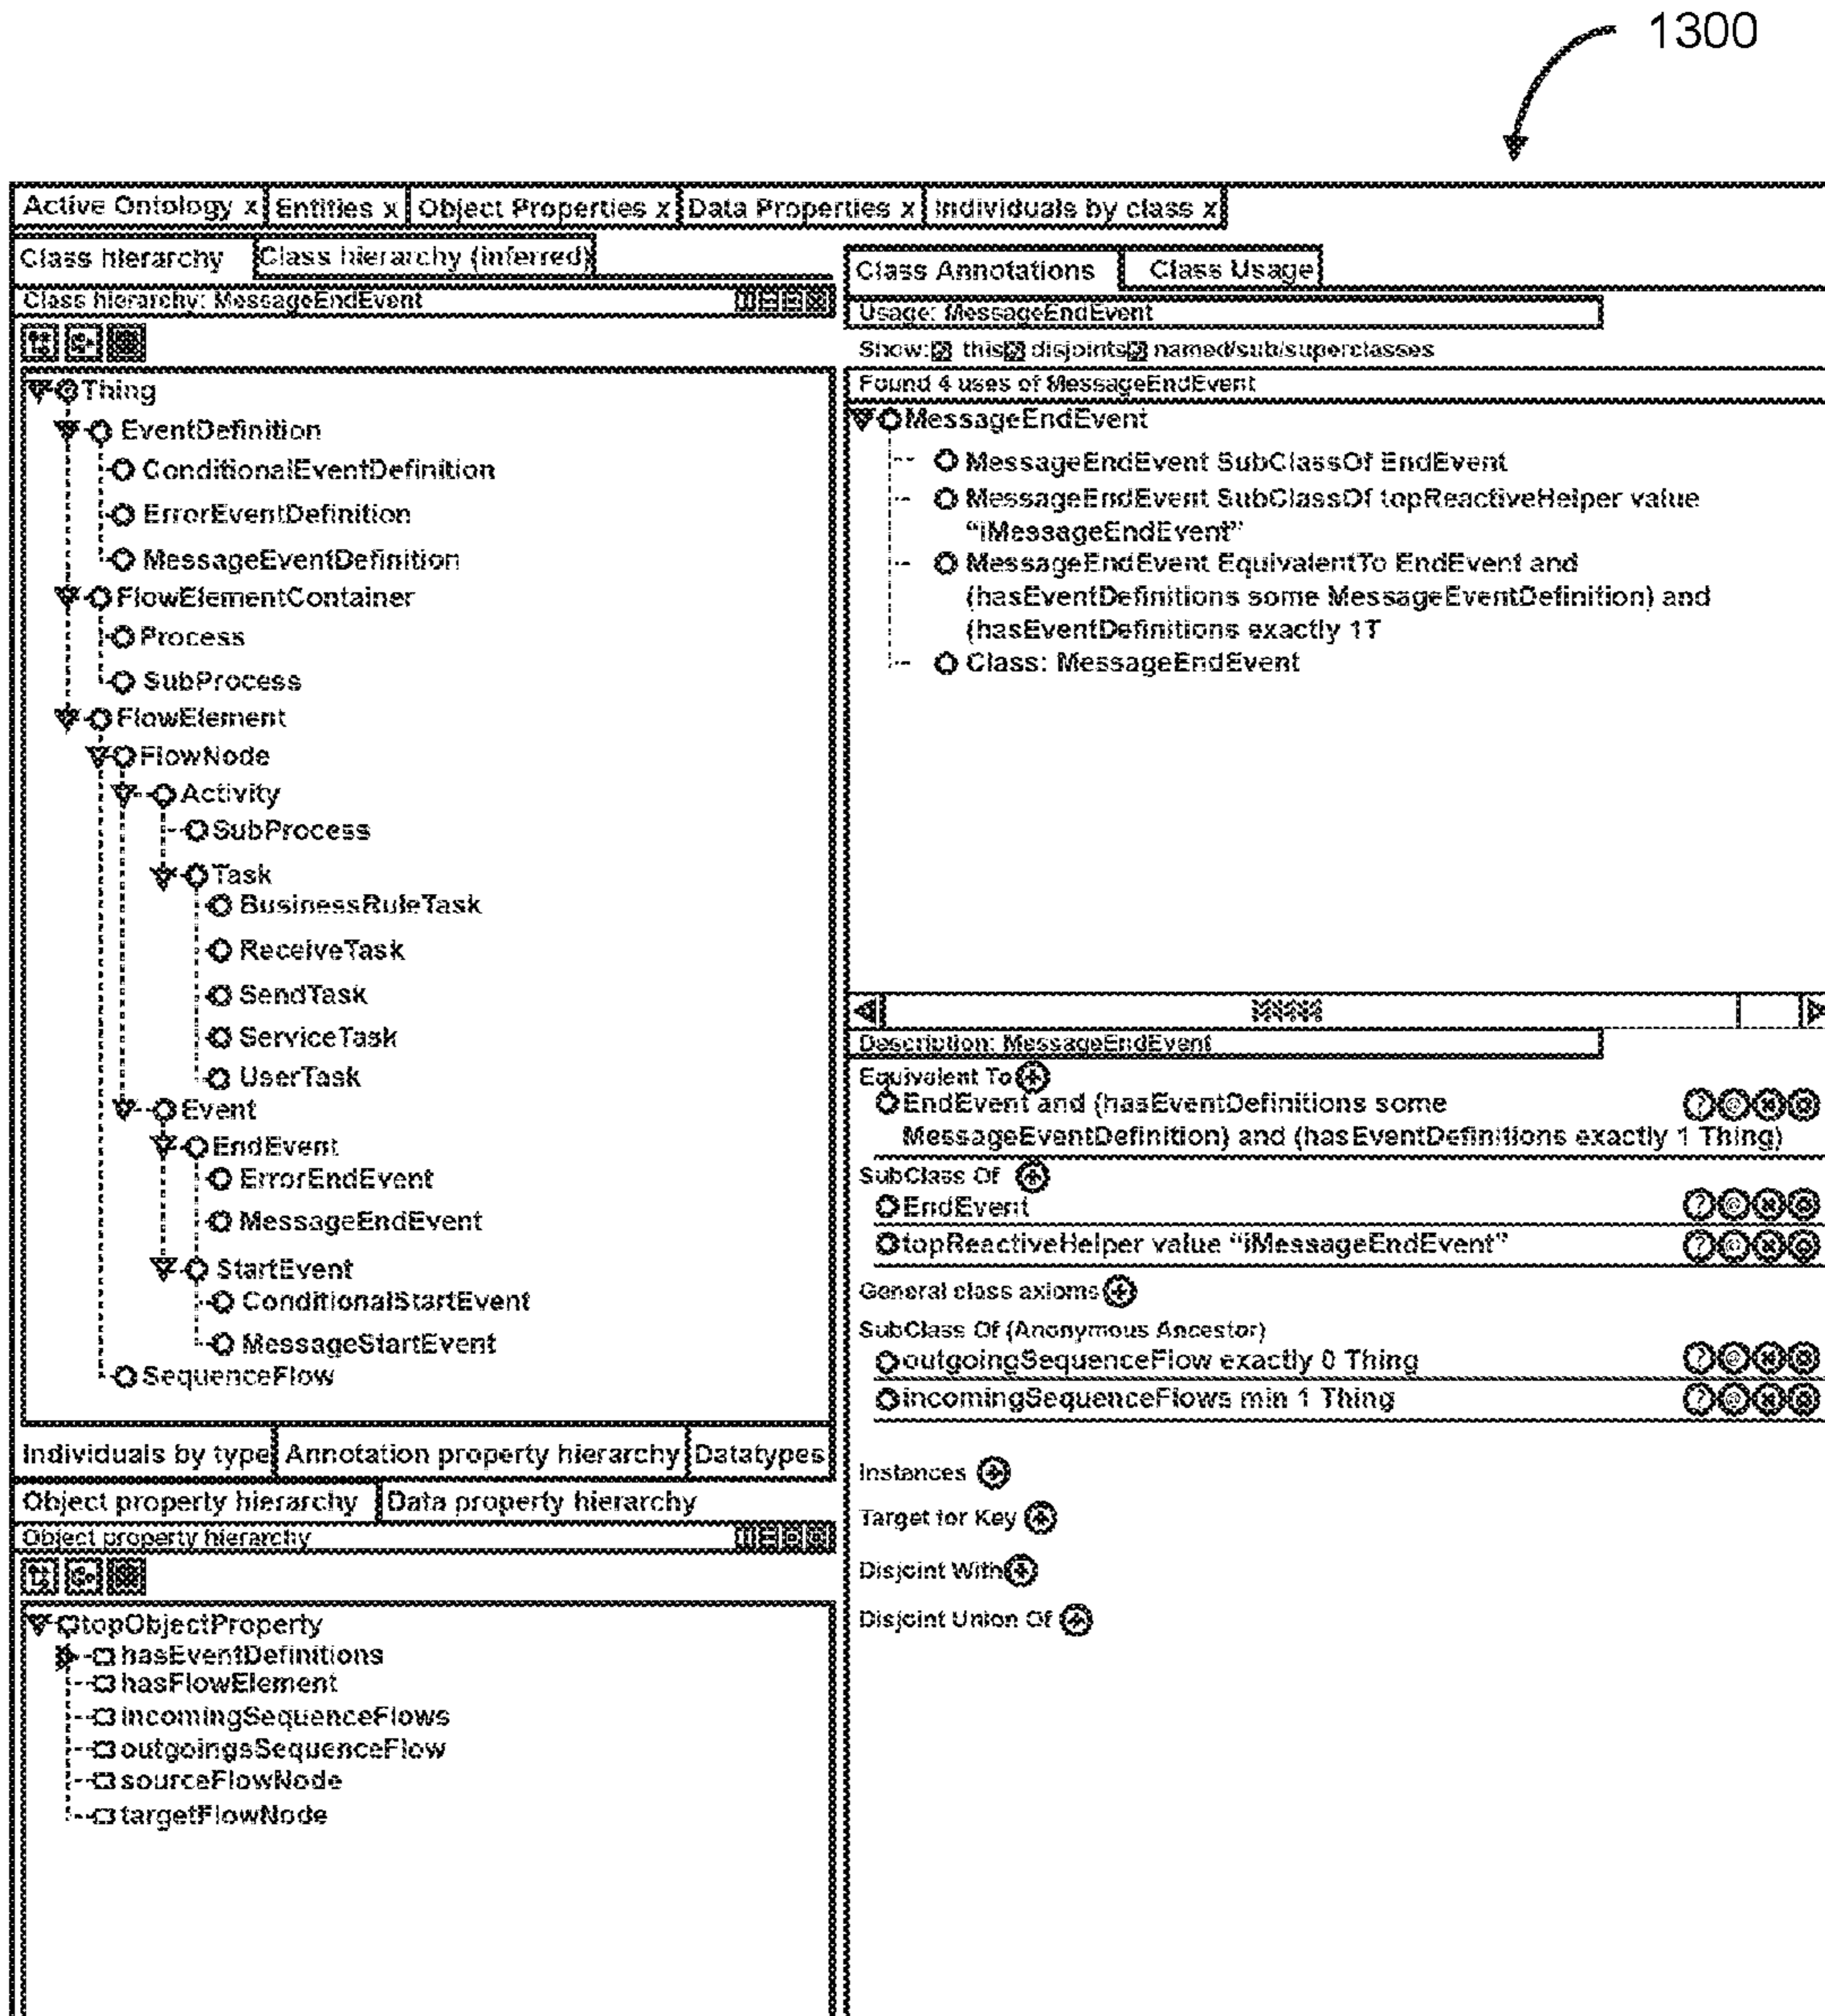 1300
Active Ontology x Entities x Object Properties x Data Properties x Individuals by class x
Class hierarchy Class hierarchy (inferred)
Class hierarchy: MessageEndEvent
Thing
EventDefinition
ConditionalEventDefinition
ErrorEventDefinition
MessageEventDefinition
FlowElementContainer
Process
SubProcess
FlowElement
FlowNode
Activity
SubProcess
Task
BusinessRuleTask
ReceiveTask
SendTask
ServiceTask
UserTask
Event
EndEvent
ErrorEndEvent
MessageEndEvent
StartEvent
ConditionalStartEvent
MessageStartEvent
SequenceFlow
Individuals by type Annotation property hierarchy Datatypes
Object property hierarchy Data property hierarchy
Object property hierarchy
topObjectProperty
hasEventDefinitions
hasFlowElement
incomingSequenceFlows
outgoingsSequenceFlow
sourceFlowNode
targetFlowNode
Class Annotations Class Usage
Usage: MessageEndEvent
Show: this disjoints named/sub/superclasses
Found 4 uses of MessageEndEvent
MessageEndEvent
MessageEndEvent SubClassOf EndEvent
MessageEndEvent SubClassOf topReactiveHelper value
“iMessageEndEvent”
MessageEndEvent EquivalentTo EndEvent and
(hasEventDefinitions some MessageEventDefinition) and
(hasEventDefinitions exactly 1T
Class: MessageEndEvent
Description: MessageEndEvent
Equivalent To
EndEvent and (hasEventDefinitions some
MessageEventDefinition) and (hasEventDefinitions exactly 1 Thing)
SubClass Of
EndEvent
topReactiveHelper value “iMessageEndEvent”
General class axioms
SubClass Of (Anonymous Ancestor)
outgoingSequenceFlow exactly 0 Thing
incomingSequenceFlows min 1 Thing
Instances
Target for Key
Disjoint With
Disjoint Union Of